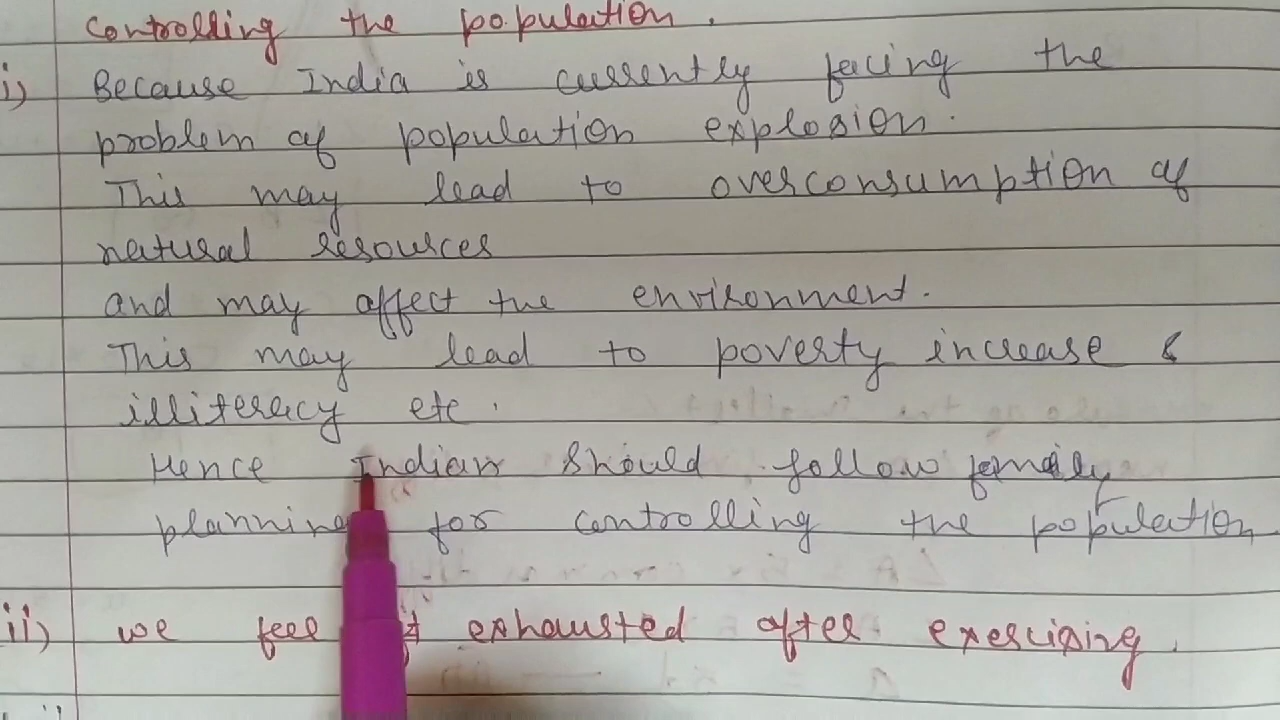 Controlling the population.
i) Because India is currently facing the
problem of population explosion.
This may lead to overconsumption of
natural resources
and may affect the environment.
This may lead to poverty increase &
illiteracy etc.
Hence Indian should follow family
planning for controlling the population
ii) we feel exhausted after exercising.